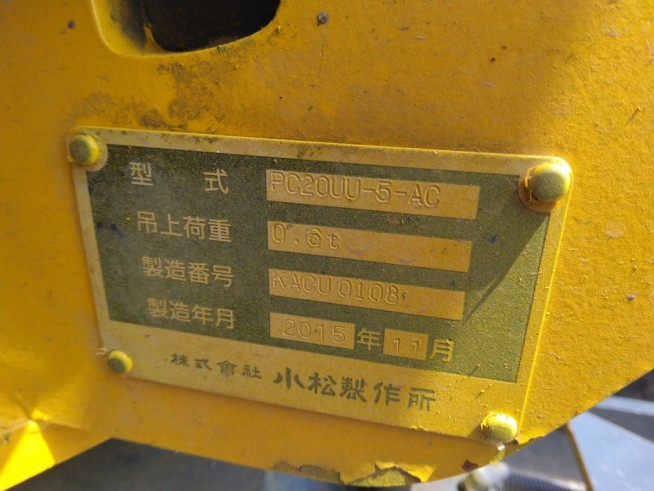 型 式 PC20UU-5-AC
吊上荷重 0.6t
製造番号 KACU0108
製造年月 2015年11月
株式會社 小松製作所